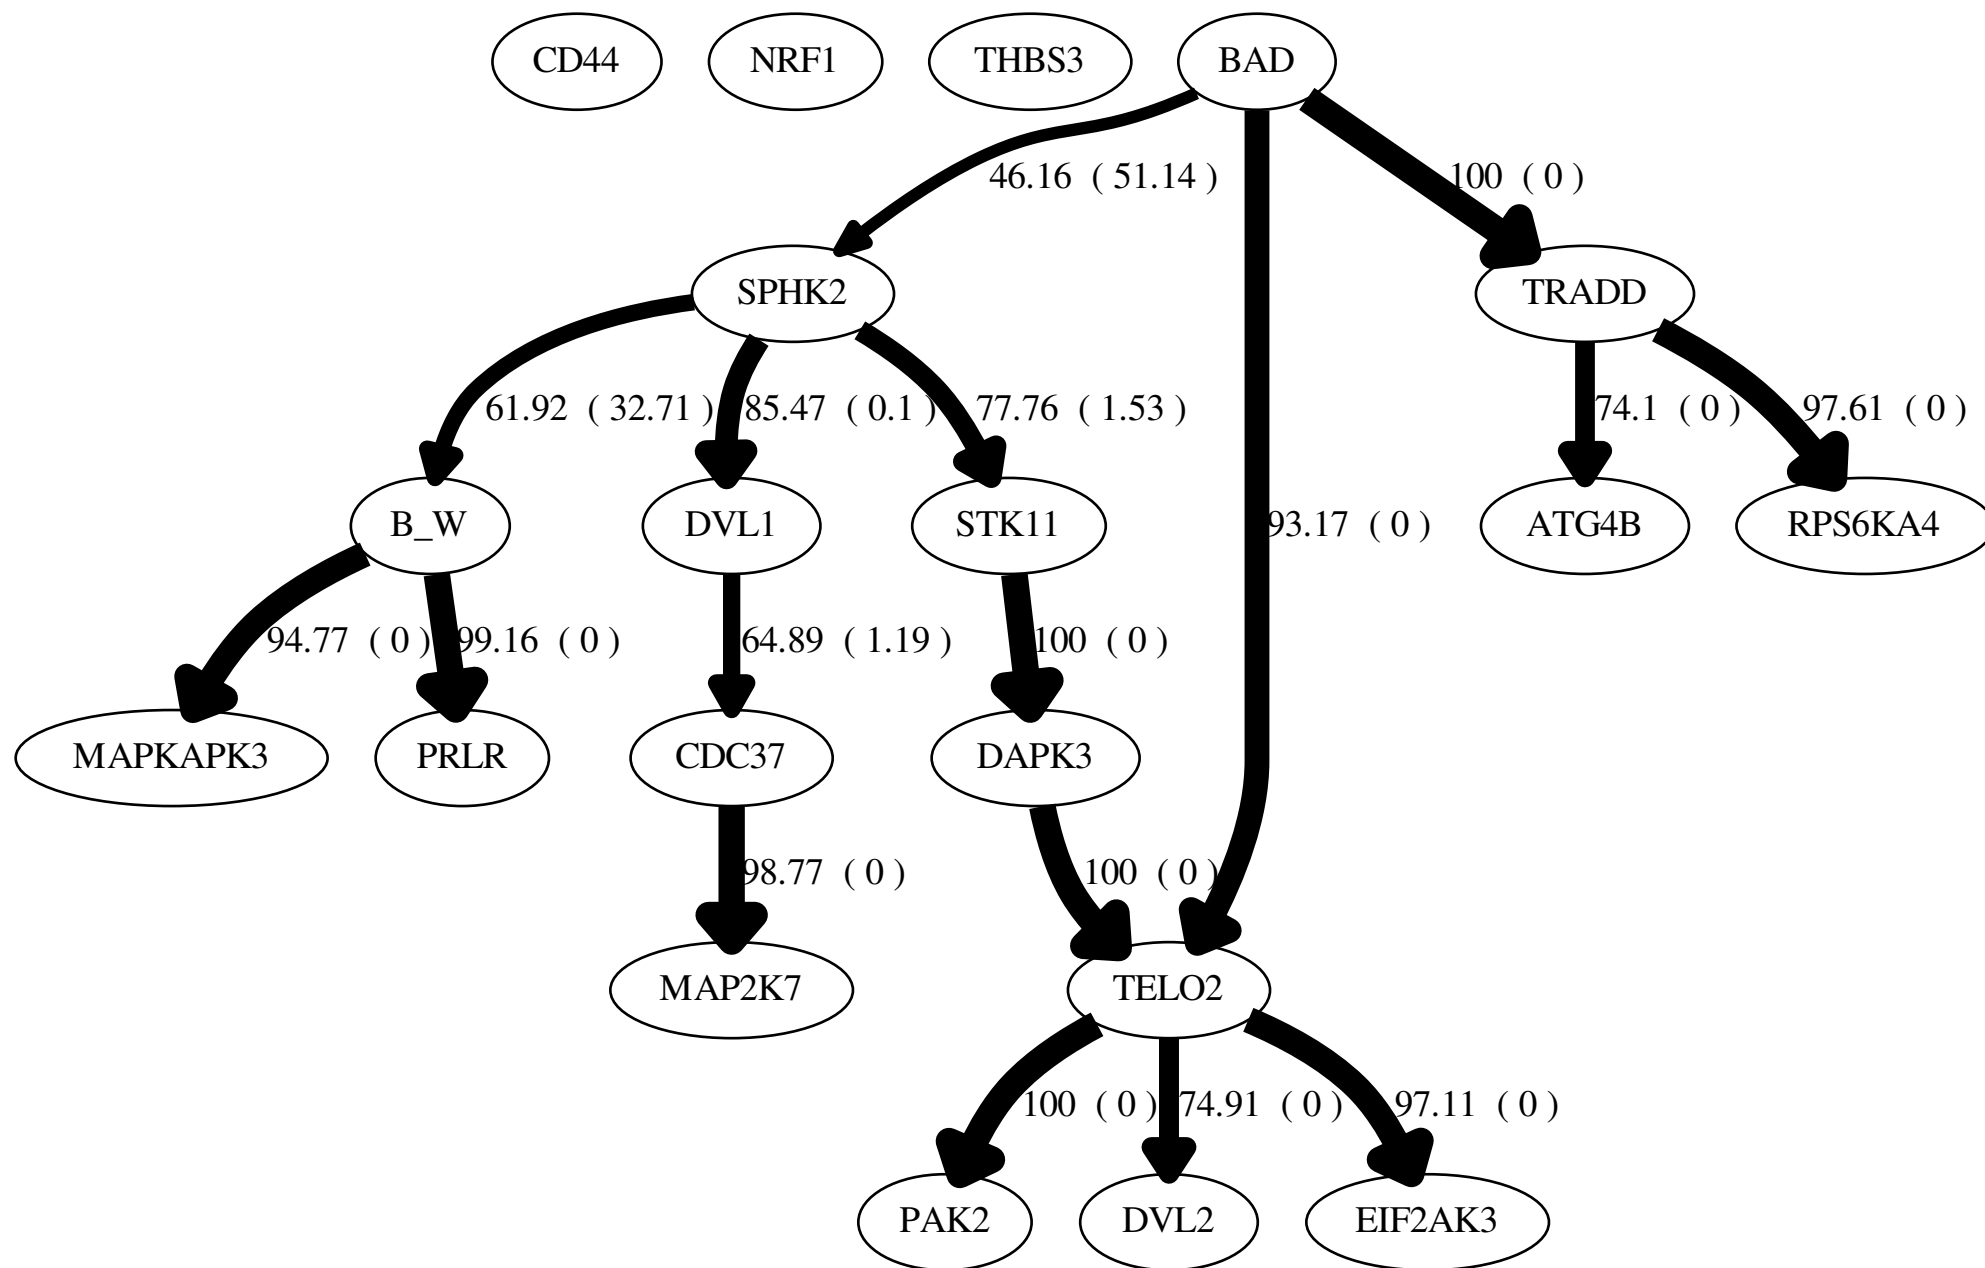 CD44 NRF1 THBS3 BAD
46.16 ( 51.14 ) 100 ( 0 )
SPHK2 TRADD
61.92 ( 32.71 ) 85.47 ( 0.1 ) 77.76 ( 1.53 ) 74.1 ( 0 ) 97.61 ( 0 )
B_W DVL1 STK11 93.17 ( 0 ) ATG4B RPS6KA4
94.77 ( 0 ) 99.16 ( 0 ) 64.89 ( 1.19 ) 100 ( 0 )
MAPKAPK3 PRLR CDC37 DAPK3
98.77 ( 0 ) 100 ( 0 )
MAP2K7 TELO2
100 ( 0 ) 74.91 ( 0 ) 97.11 ( 0 )
PAK2 DVL2 EIF2AK3